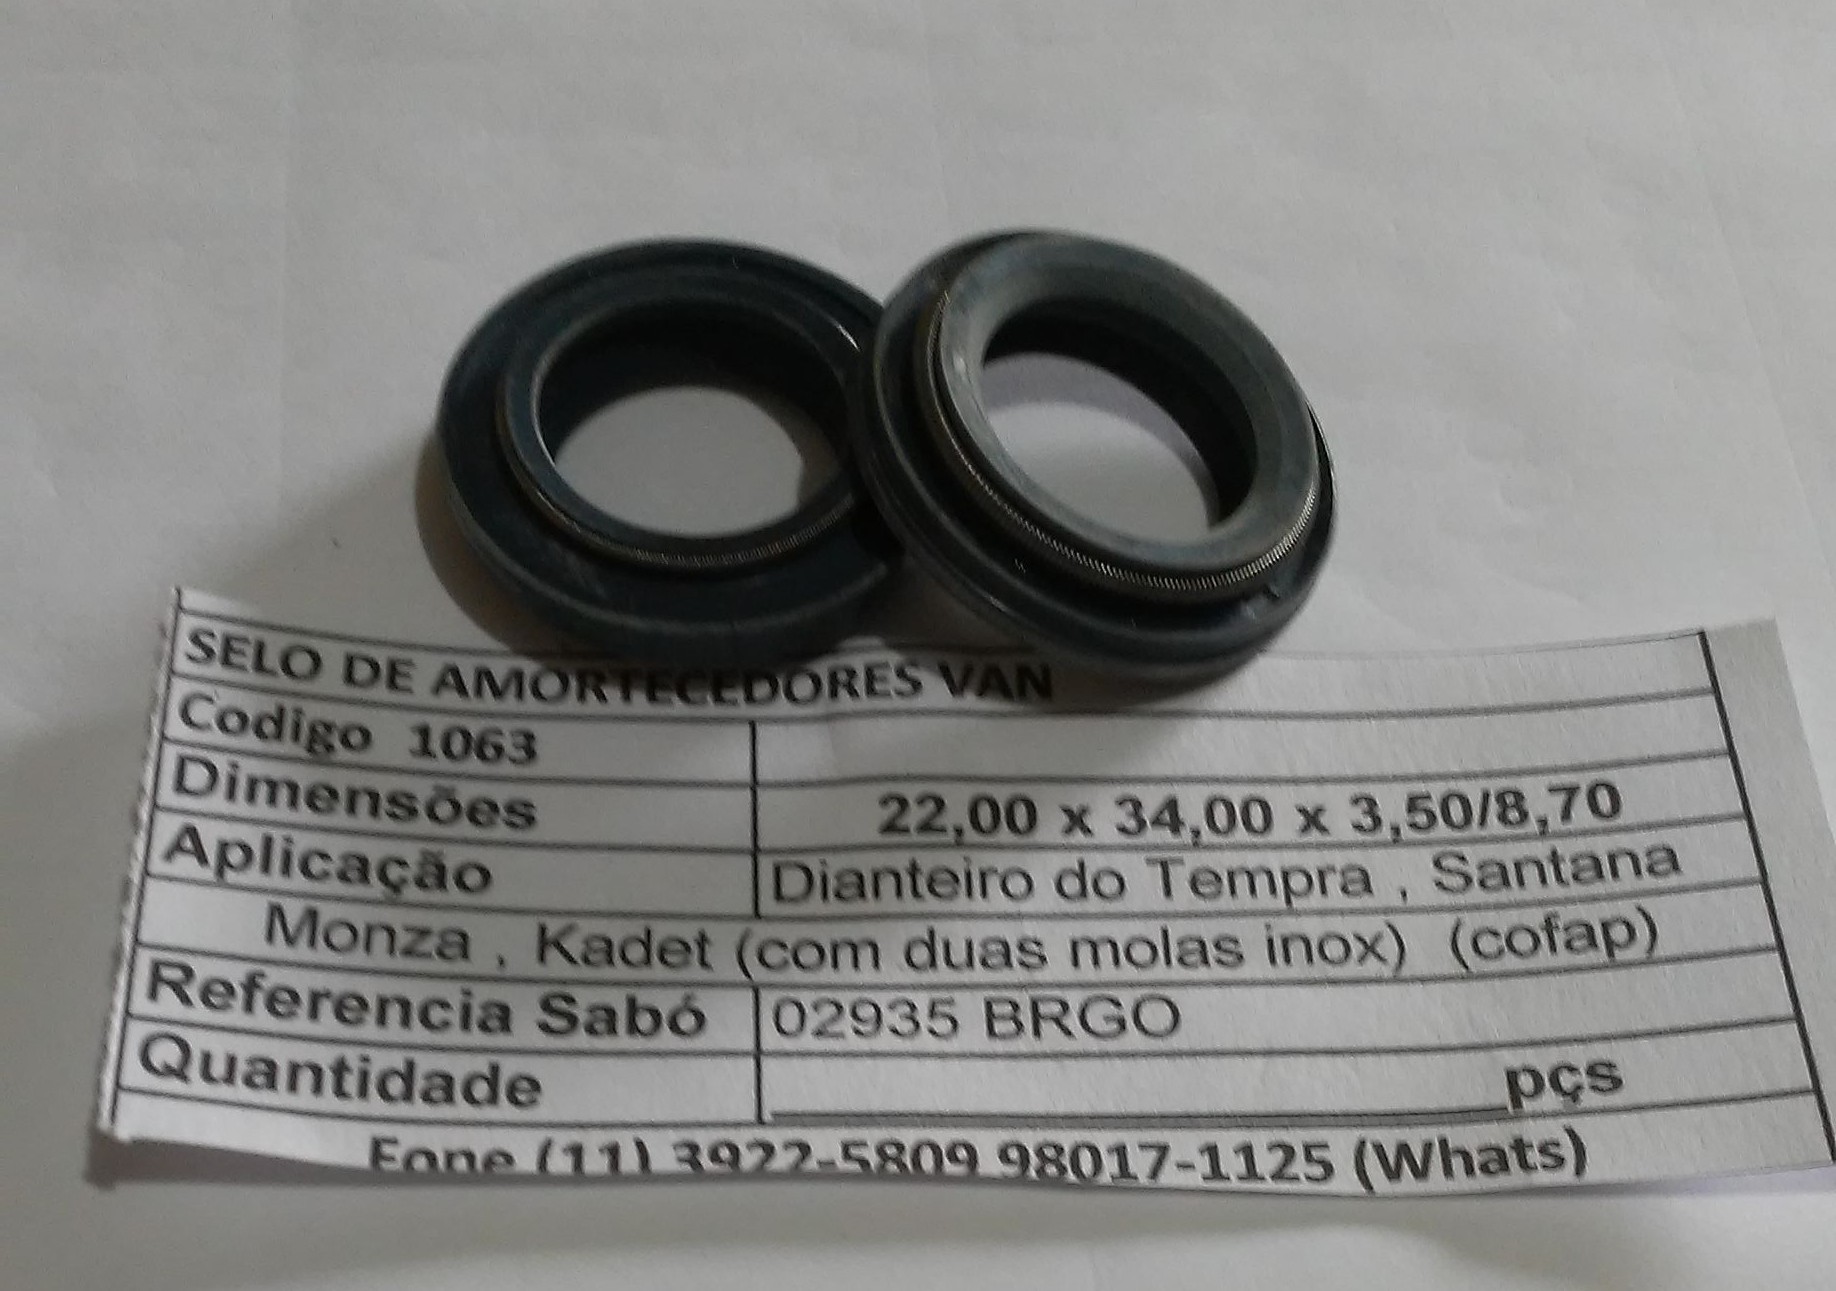 SELO DE AMORTECEDORES VAN
Codigo 1063
Dimensões 22,00 x 34,00 x 3,50/8,70
Aplicação Dianteiro do Tempra , Santana
Monza , Kadet (com duas molas inox) (cofap)
Referencia Sabó 02935 BRGO
Quantidade ____________________pçs
Fone (11) 3922-5809 98017-1125 (Whats)